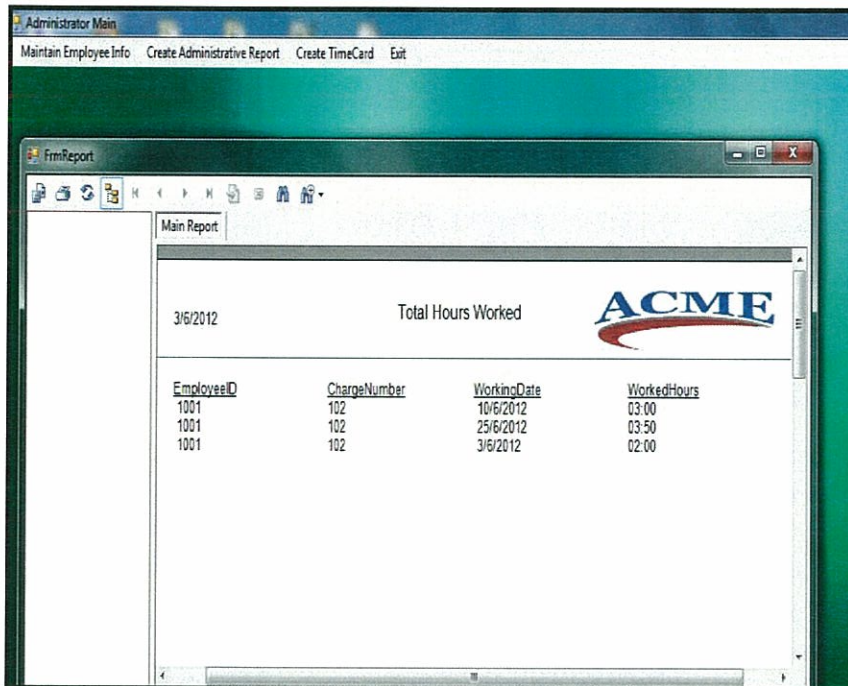 Administrator Main
Maintain Employee Info Create Administrative Report Create TimeCard Exit
FrmReport
Main Report
3/6/2012 Total Hours Worked ACME
EmployeeID ChargeNumber WorkingDate WorkedHours
1001 102 10/6/2012 03:00
1001 102 25/6/2012 03:50
1001 102 3/6/2012 02:00